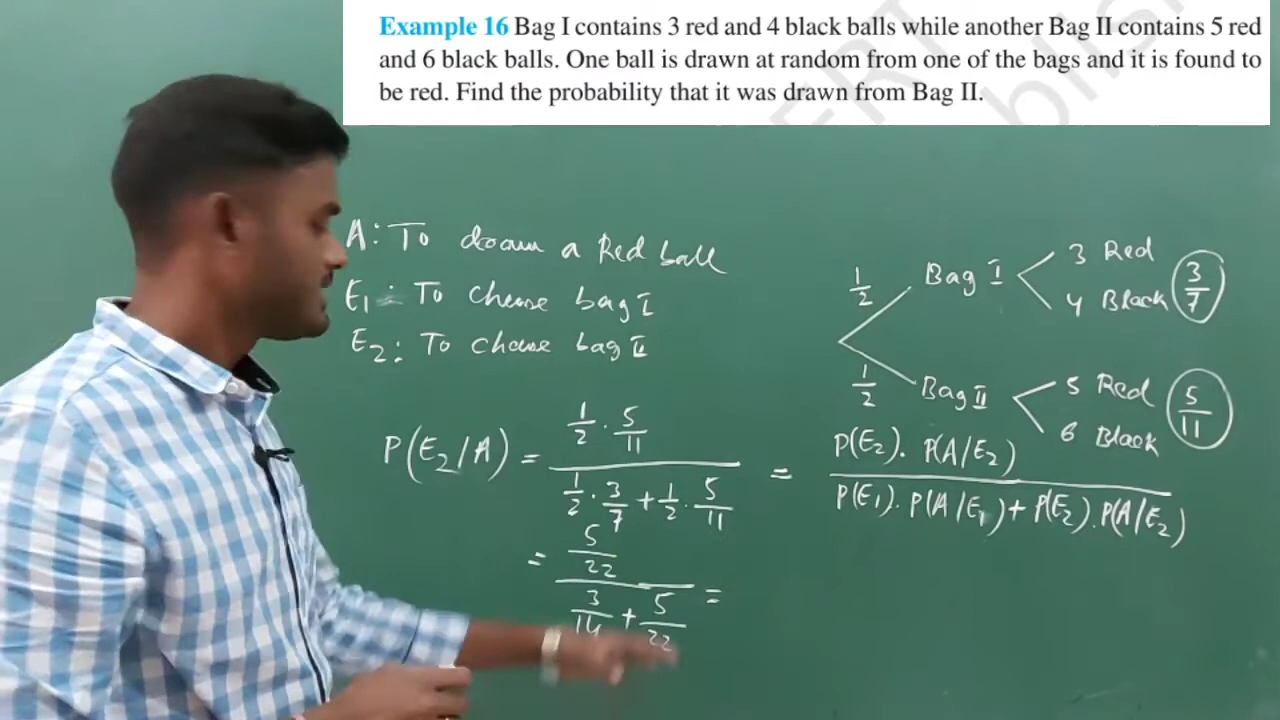 Example 16 Bag I contains 3 red and 4 black balls while another Bag II contains 5 red
and 6 black balls. One ball is drawn at random from one of the bags and it is found to
be red. Find the probability that it was drawn from Bag II.
A: To draw a Red ball
E₁: To choose bag I
E₂: To choose bag II
1/2 Bag I < 3 Red
4 Black 3/7
1/2 Bag II < 5 Red
6 Black 5/11
P(E₂/A) = (1/2 · 5/11) / (1/2 · 3/7 + 1/2 · 5/11) = P(E₂). P(A/E₂) / P(E₁). P(A/E₁) + P(E₂). P(A/E₂)
= (5/22) / (3/14 + 5/22) =